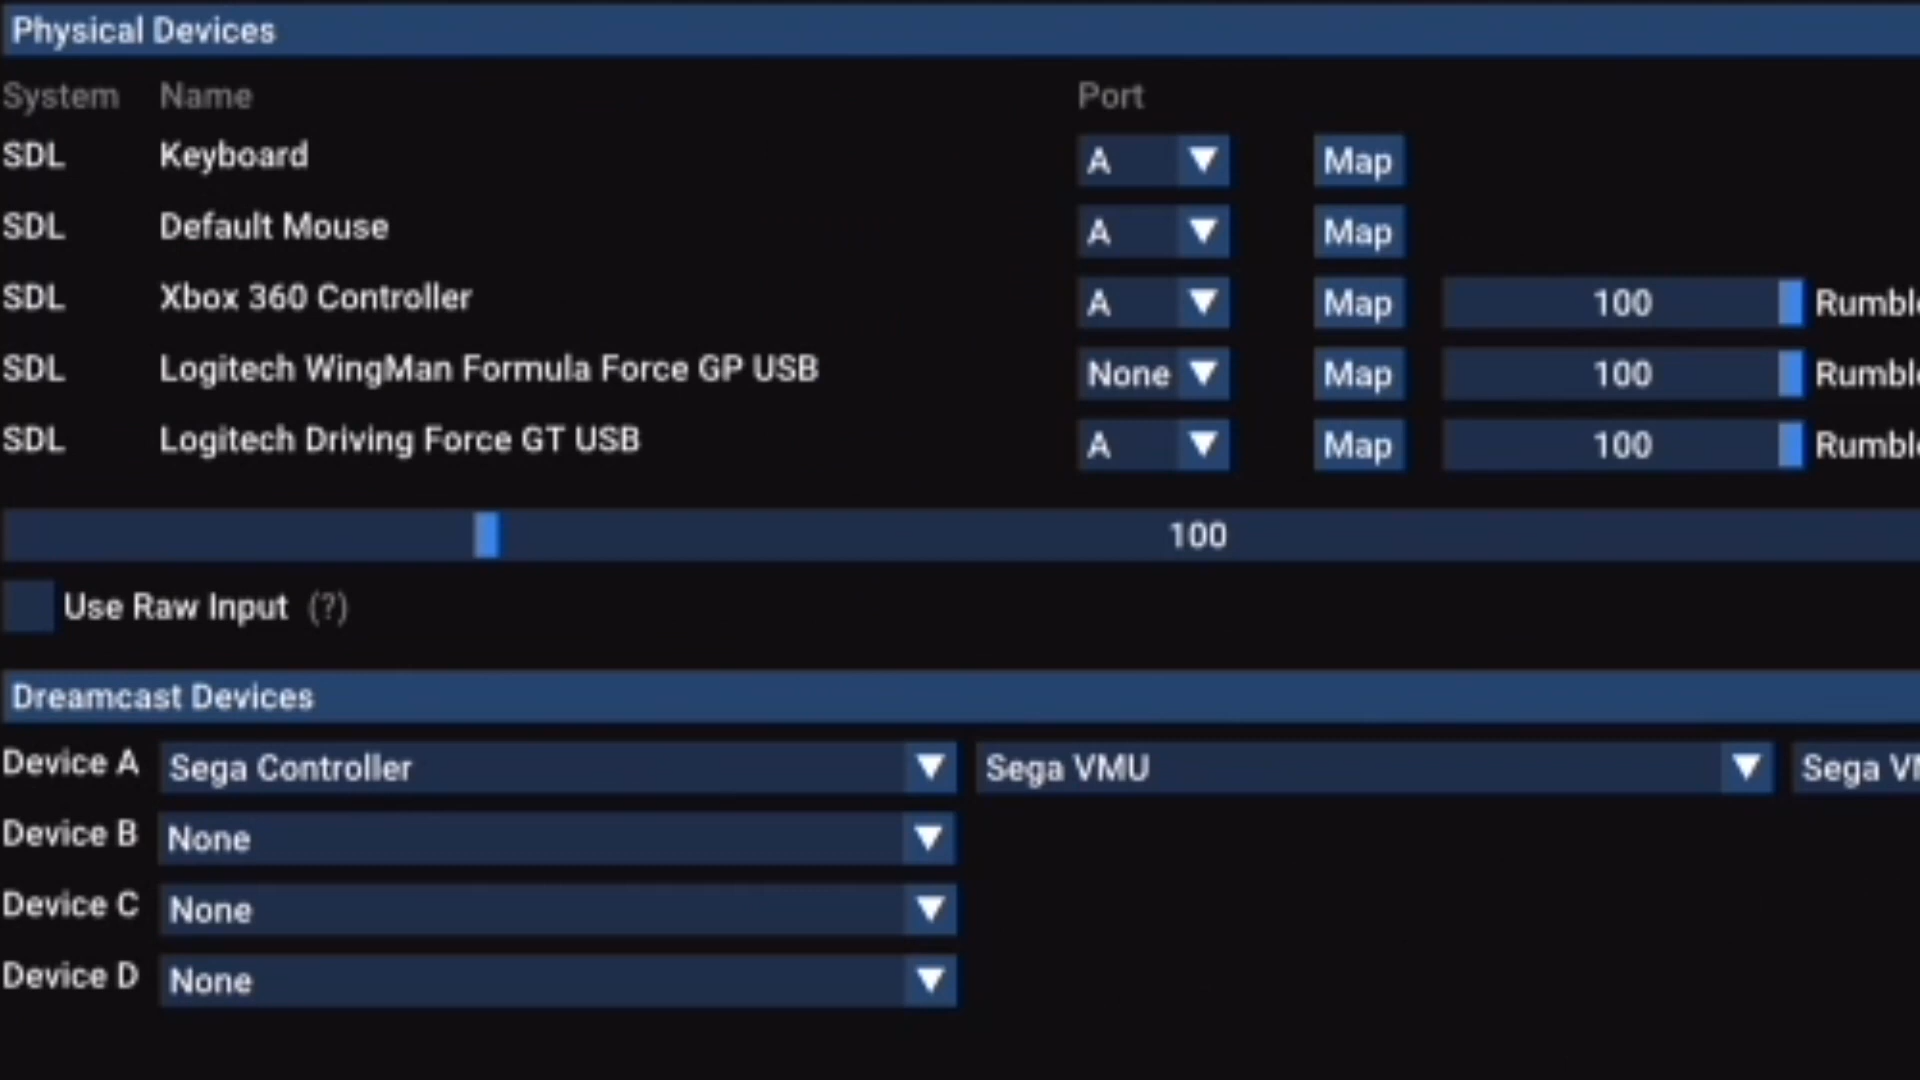 Physical Devices
System Name Port
SDL Keyboard A Map
SDL Default Mouse A Map
SDL Xbox 360 Controller A Map 100
SDL Logitech WingMan Formula Force GP USB None Map 100
SDL Logitech Driving Force GT USB A Map 100
100
Use Raw Input (?)
Dreamcast Devices
Device A Sega Controller Sega VMU Sega
Device B None
Device C None
Device D None